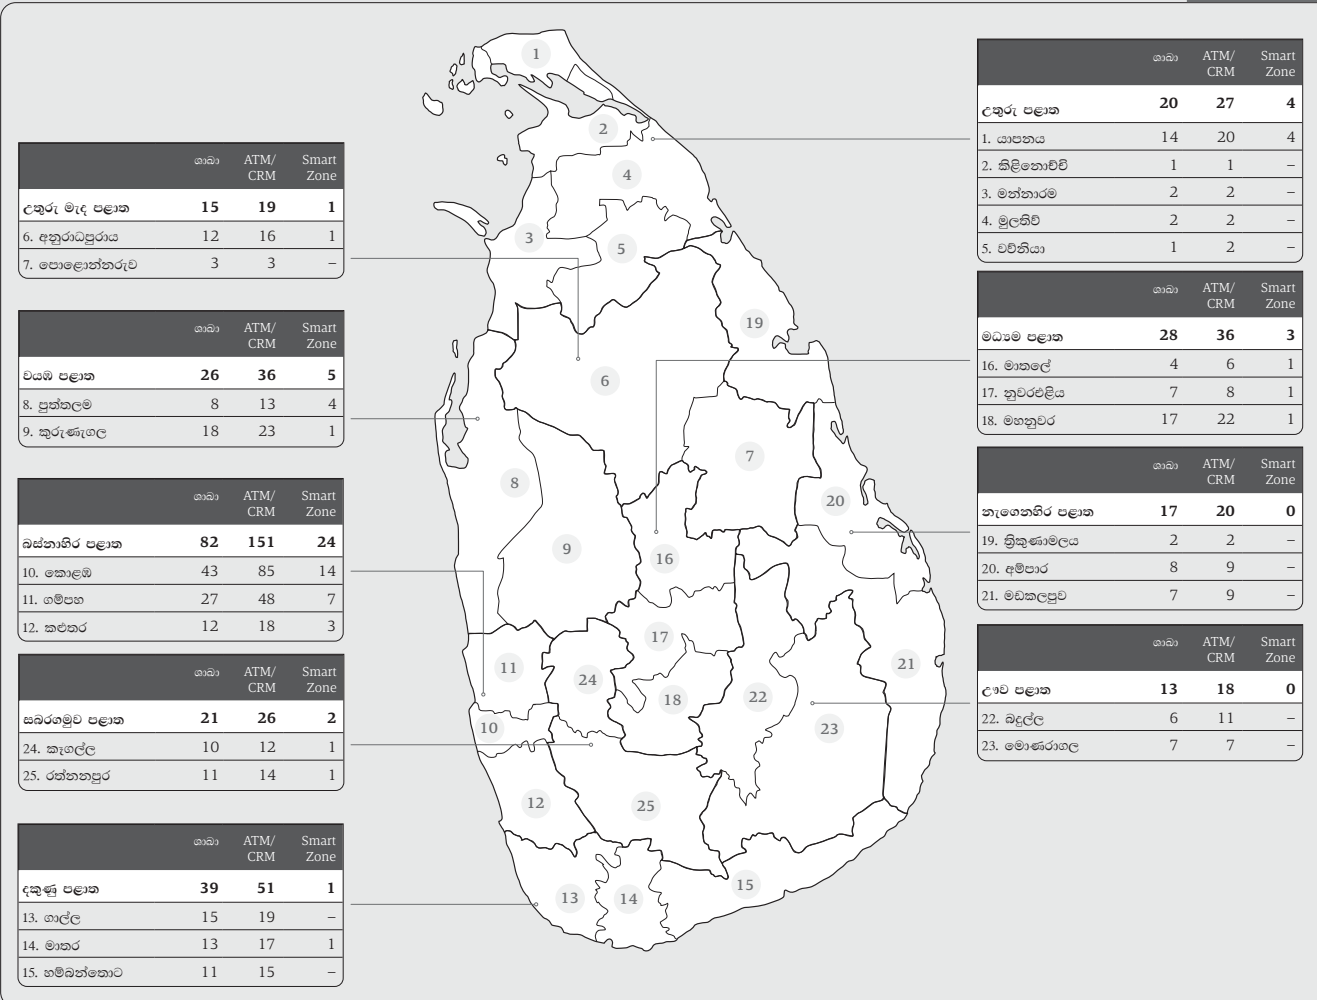 ශාඛා ATM/CRM Smart Zone
උතුරු මැද පළාත 15 19 1
6. අනුරාධපුරාය 12 16 1
7. පොළොන්නරුව 3 3 –
ශාඛා ATM/CRM Smart Zone
වයඹ පළාත 26 36 5
8. පුත්තලම 8 13 4
9. කුරුණෑගල 18 23 1
ශාඛා ATM/CRM Smart Zone
බස්නාහිර පළාත 82 151 24
10. කොළඹ 43 85 14
11. ගම්පහ 27 48 7
12. කළුතර 12 18 3
ශාඛා ATM/CRM Smart Zone
සබරගමුව පළාත 21 26 2
24. කෑගල්ල 10 12 1
25. රත්නනපුර 11 14 1
ශාඛා ATM/CRM Smart Zone
දකුණු පළාත 39 51 1
13. ගාල්ල 15 19 –
14. මාතර 13 17 1
15. හම්බන්තොට 11 15 –
1
2
4
3
5
19
6
7
8
20
9
16
17
11
21
24
22
18
10
23
12
25
15
13
14
ශාඛා ATM/CRM Smart Zone
උතුරු පළාත 20 27 4
1. යාපනය 14 20 4
2. කිළිනොච්චි 1 1 –
3. මන්නාරම 2 2 –
4. මුලතිව් 2 2 –
5. වව්නියා 1 2 –
ශාඛා ATM/CRM Smart Zone
මධ්‍යම පළාත 28 36 3
16. මාතලේ 4 6 1
17. නුවරඑළිය 7 8 1
18. මහනුවර 17 22 1
ශාඛා ATM/CRM Smart Zone
නැගෙනහිර පළාත 17 20 0
19. ත්‍රිකුණාමලය 2 2 –
20. අම්පාර 8 9 –
21. මඩකලපුව 7 9 –
ශාඛා ATM/CRM Smart Zone
ඌව පළාත 13 18 0
22. බදුල්ල 6 11 –
23. මොණරාගල 7 7 –